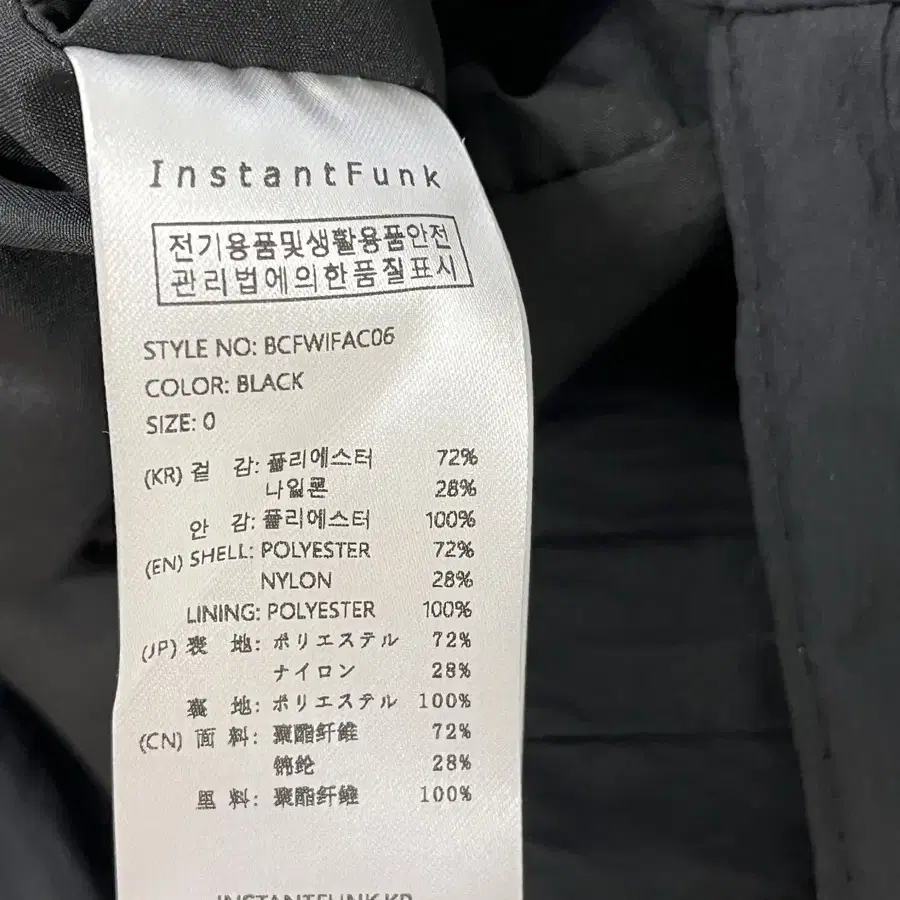 InstantFunk
전기용품및생활용품안전
관리법에의한품질표시
STYLE NO: BCFWIFAC06
COLOR: BLACK
SIZE: 0
(KR) 겉 감: 폴리에스터 72%
나일론 28%
안 감: 폴리에스터 100%
(EN) SHELL: POLYESTER 72%
NYLON 28%
LINING: POLYESTER 100%
(JP) 表 地: ポリエステル 72%
ナイロン 28%
裏 地: ポリエステル 100%
(CN) 面 料: 聚酯纤维 72%
锦纶 28%
里 料: 聚酯纤维 100%
INSTANTFUNK.KR